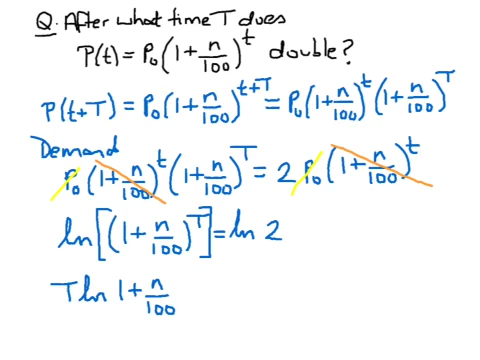 Q. After what time T does
P(t) = P₀(1 + n/100)^t double?
P(t+T) = P₀(1 + n/100)^(t+T) = P₀(1 + n/100)^t (1 + n/100)^T
Demand
P₀(1 + n/100)^t (1 + n/100)^T = 2 P₀(1 + n/100)^t
ln[(1 + n/100)^T] = ln 2
T ln 1 + n/100